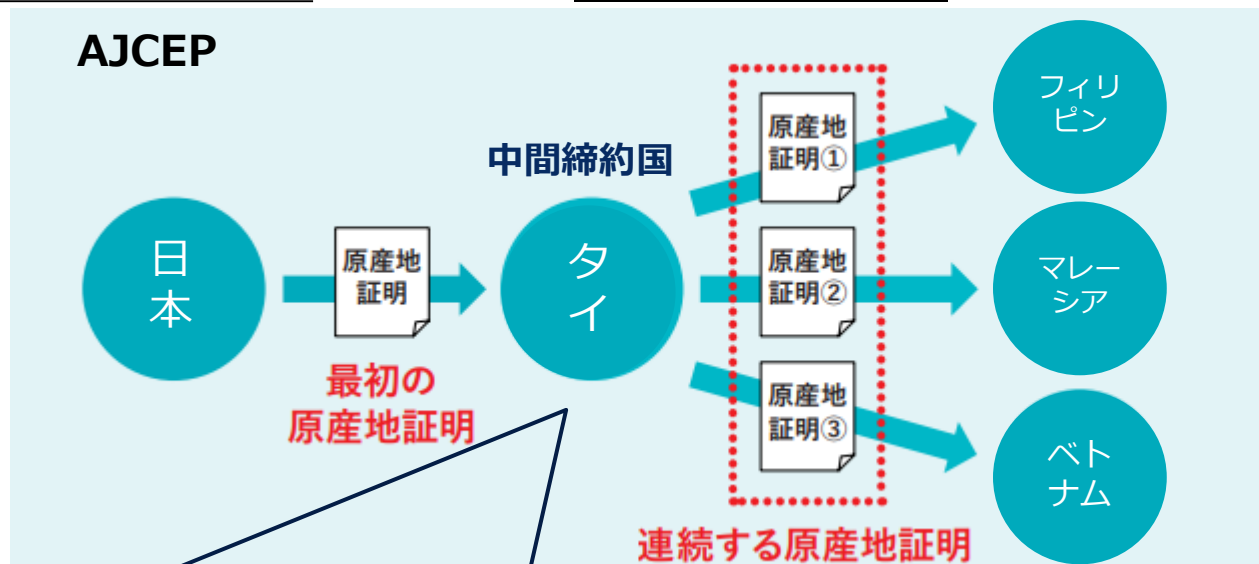 AJCEP
中間締約国
日
本
原産地
証明
最初の
原産地証明
タ
イ
原産地
証明①
原産地
証明②
原産地
証明③
連続する原産地証明
フィリ
ピン
マレー
シア
ベト
ナム